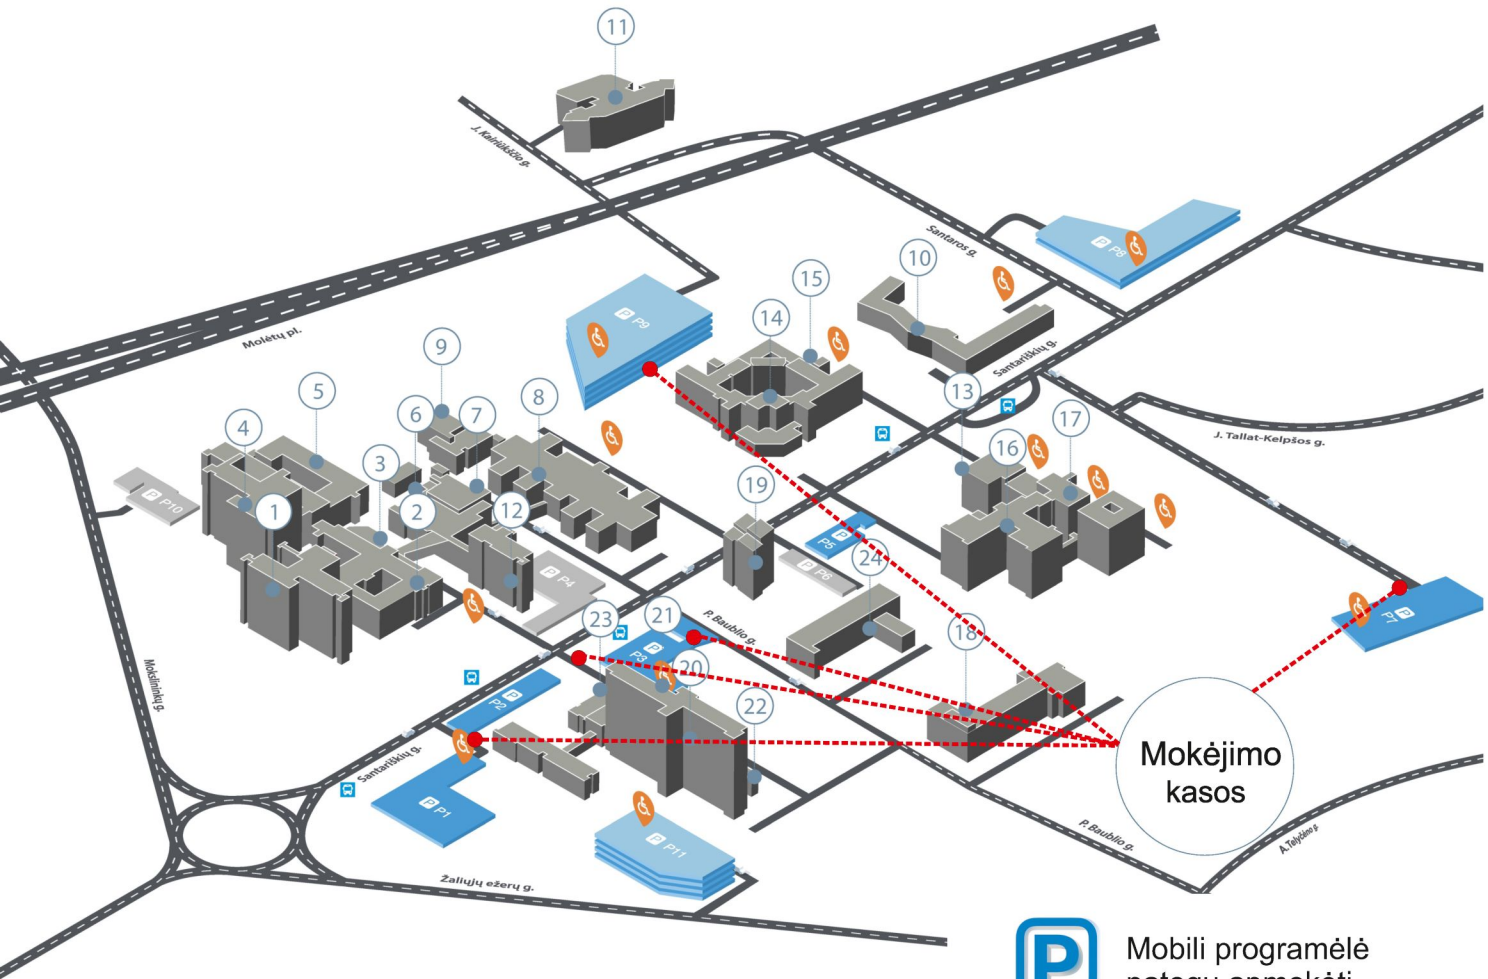 11
J. Kairiūkščio g.
Santaros g.
P P8
10
15
14
P P9
Molėtų pl.
Santariškių g.
9
13
5
8
6
7
17
4
J. Tallat-Kelpšos g.
16
3
19
P P10
1
2
12
P5 P
24
P P6
P P4
P. Baublio g.
23
21
P P7
18
P3 P
20
Mokslininkų g.
P2 P
22
Santariškių g.
Mokėjimo
kasos
P P1
P. Baublio g.
P P11
Žaliųjų ežerų g.
P
Mobili programėlė
patogu apmokėti